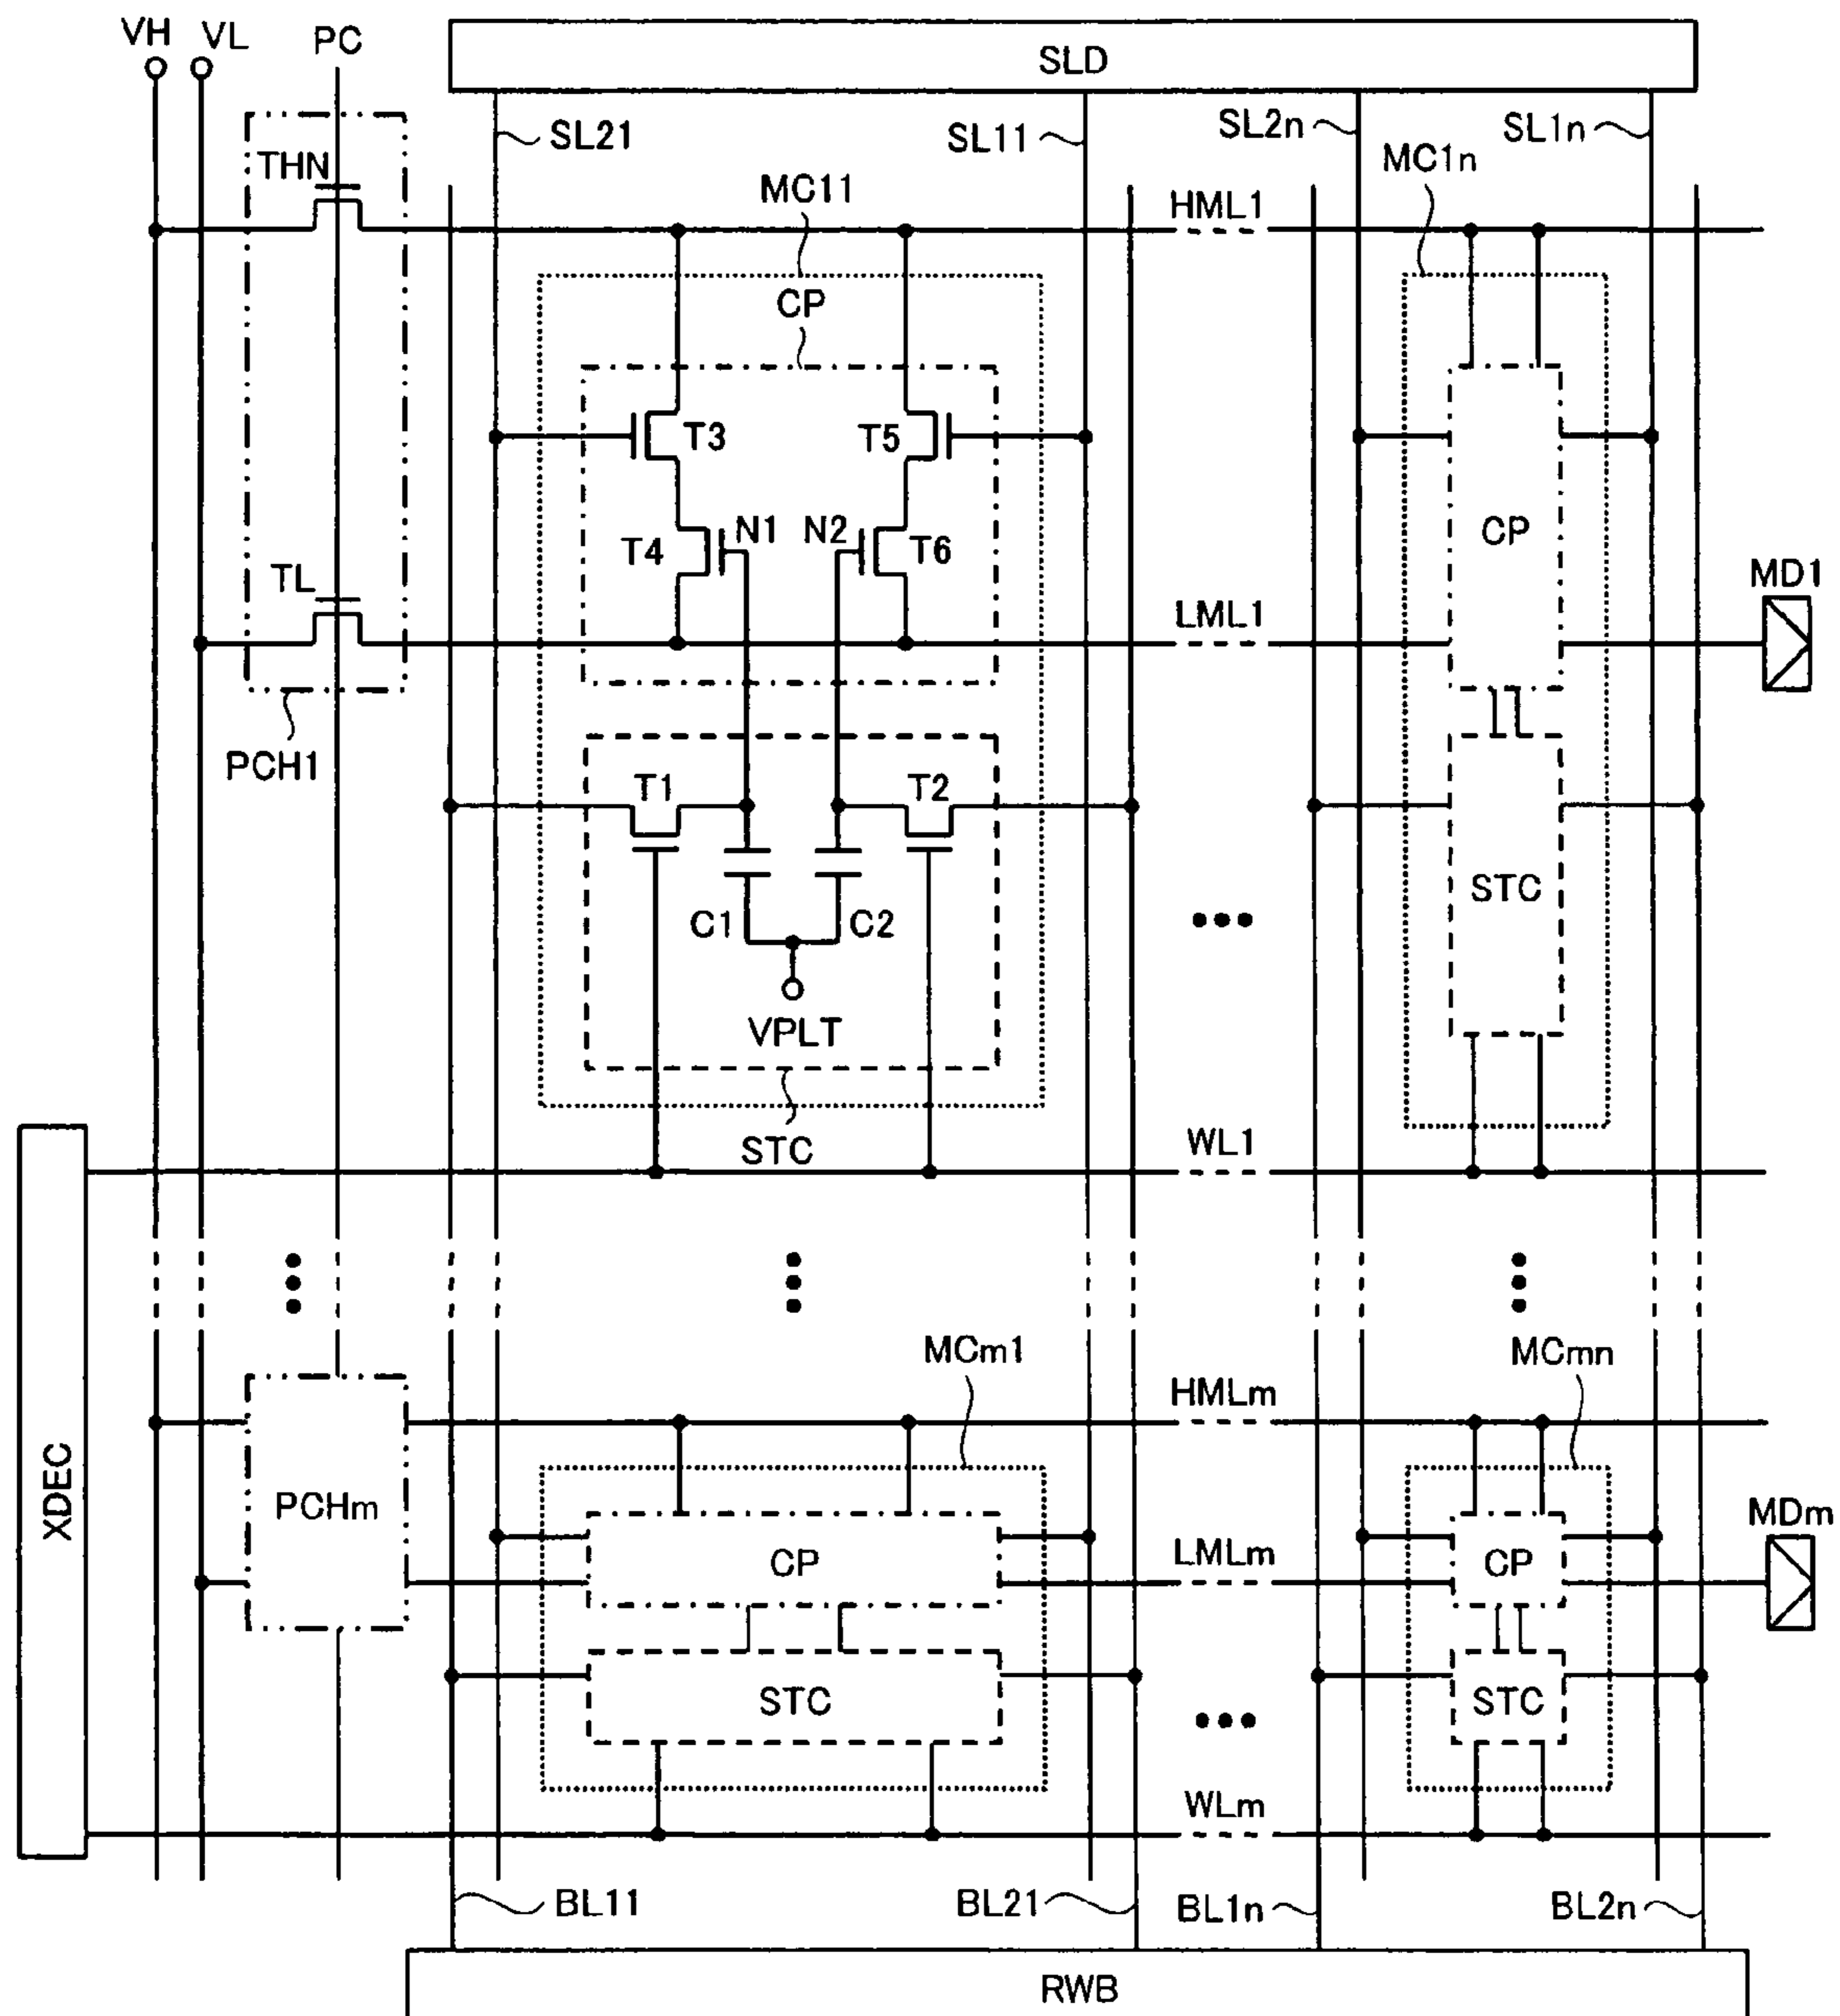 VH VL PC SLD
SL21 SL11 SL2n SL1n
THN MC11 HML1 MC1n
CP
T3 T5
T4 N1 N2 T6 CP
TL LML1 MD1
PCH1
T1 T2
STC
C1 C2
VPLT
STC WL1
XDEC
MCm1 HMLm MCmn
PCHm CP LMLm CP MDm
STC STC
WLm
BL11 BL21 BL1n BL2n
RWB